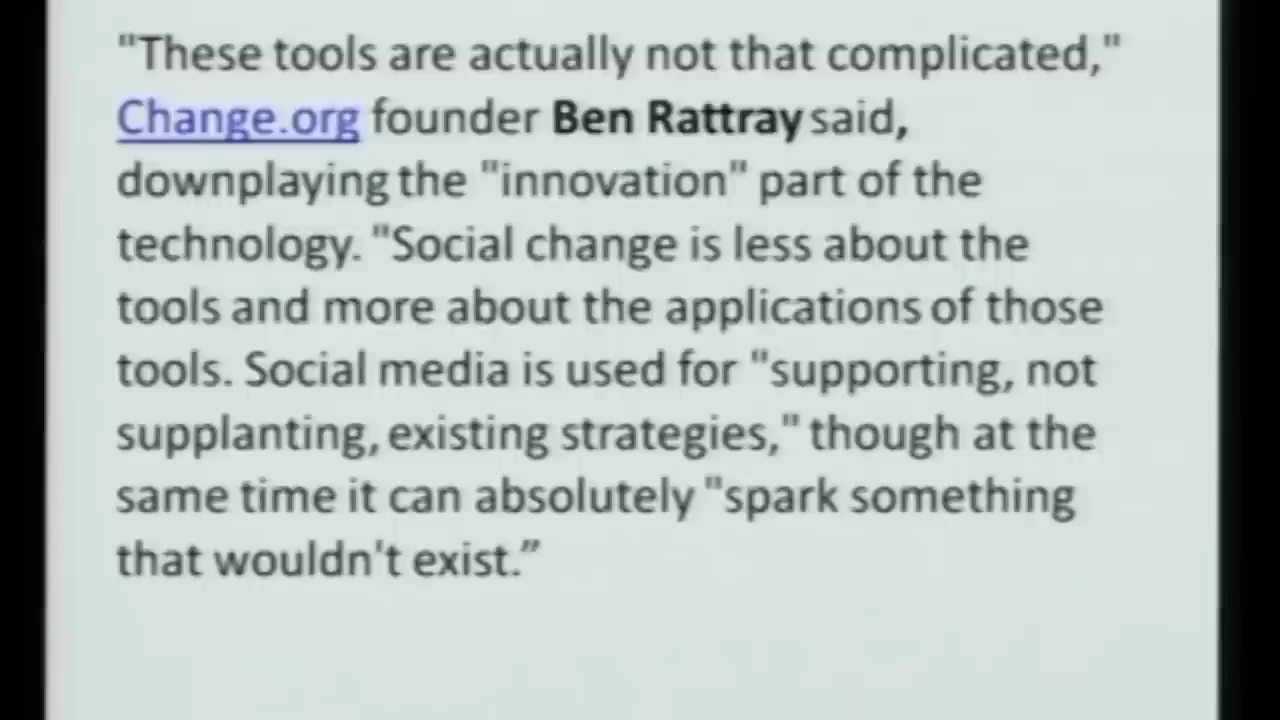 "These tools are actually not that complicated,"
Change.org founder Ben Rattray said,
downplaying the "innovation" part of the
technology. "Social change is less about the
tools and more about the applications of those
tools. Social media is used for "supporting, not
supplanting, existing strategies," though at the
same time it can absolutely "spark something
that wouldn't exist.”